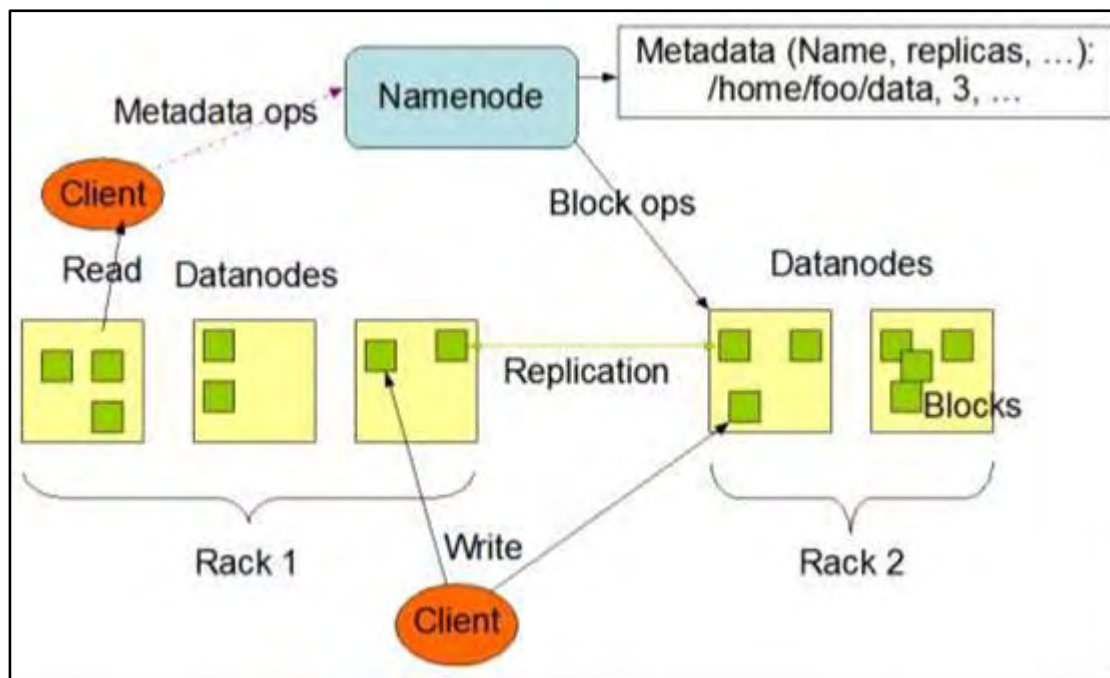 Metadata (Name, replicas, …):
/home/foo/data, 3, …
Namenode
Metadata ops
Client
Block ops
Read
Datanodes
Datanodes
Replication
Blocks
Rack 1
Write
Rack 2
Client